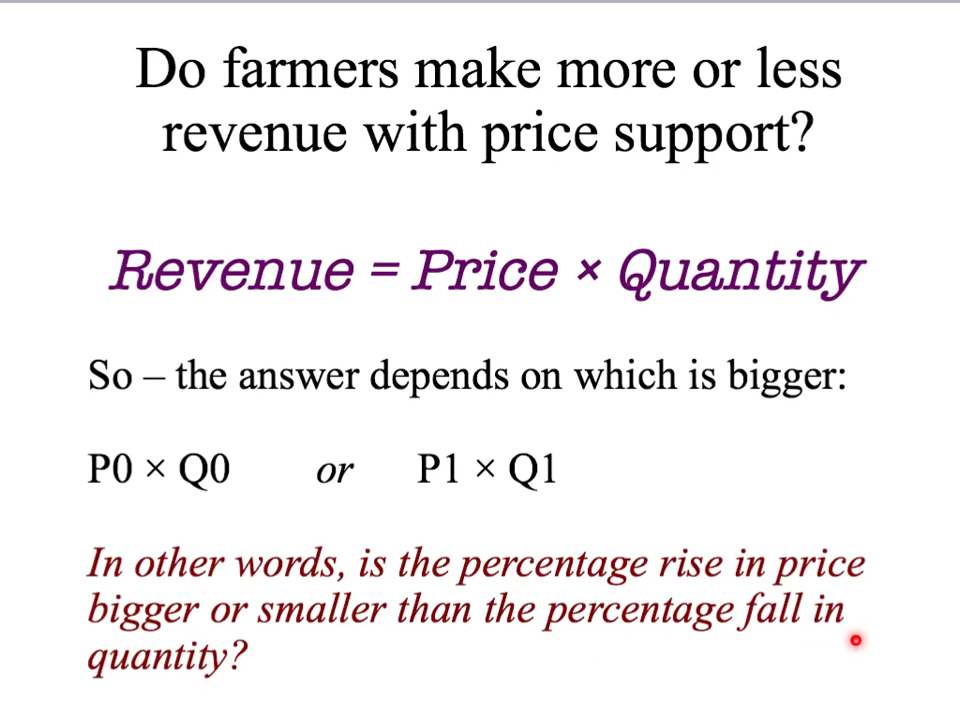 Do farmers make more or less
revenue with price support?
Revenue = Price × Quantity
So – the answer depends on which is bigger:
P0 × Q0 or P1 × Q1
In other words, is the percentage rise in price
bigger or smaller than the percentage fall in
quantity?